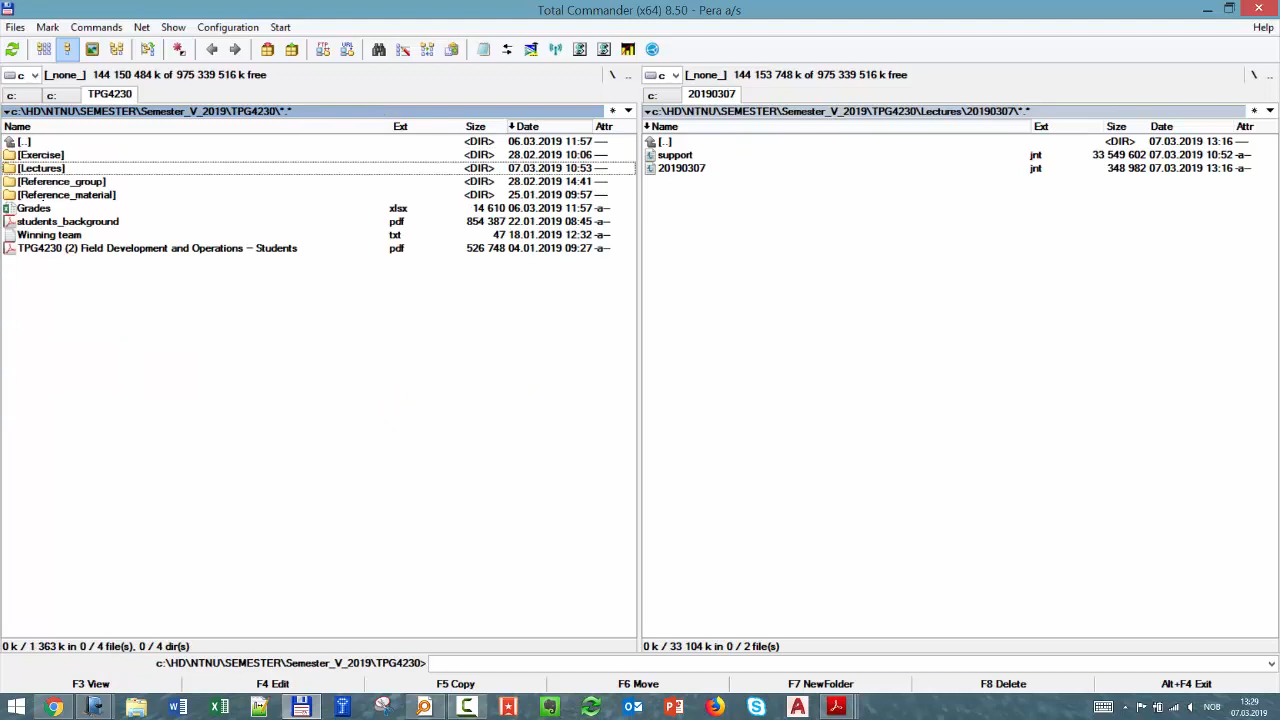 Total Commander (x64) 8.50 - Pera a/s
Files Mark Commands Net Show Configuration Start Help
c [_none_] 144 150 484 k of 975 339 516 k free \ ..
c [_none_] 144 153 748 k of 975 339 516 k free \ ..
c: c: TPG4230
c: 20190307
c:\HD\NTNU\SEMESTER\Semester_V_2019\TPG4230\*.* *
c:\HD\NTNU\SEMESTER\Semester_V_2019\TPG4230\Lectures\20190307\*.* *
Name Ext Size Date Attr
[..] <DIR> 06.03.2019 11:57 —
[Exercise] <DIR> 28.02.2019 10:06 —
[Lectures] <DIR> 07.03.2019 10:53 —
[Reference_group] <DIR> 28.02.2019 14:41 —
[Reference_material] <DIR> 25.01.2019 09:57 —
Grades xlsx 14 610 06.03.2019 11:57 -a--
students_background pdf 854 387 22.01.2019 08:45 -a--
Winning team txt 47 18.01.2019 12:32 -a--
TPG4230 (2) Field Development and Operations – Students pdf 526 748 04.01.2019 09:27 -a--
Name Ext Size Date Attr
[..] <DIR> 07.03.2019 13:16 —
support jnt 33 549 602 07.03.2019 10:52 -a--
20190307 jnt 348 982 07.03.2019 13:16 -a--
0 k / 1 363 k in 0 / 4 file(s), 0 / 4 dir(s)
0 k / 33 104 k in 0 / 2 file(s)
c:\HD\NTNU\SEMESTER\Semester_V_2019\TPG4230>
F3 View F4 Edit F5 Copy F6 Move F7 NewFolder F8 Delete Alt+F4 Exit
NOB
13:29
07.03.2019